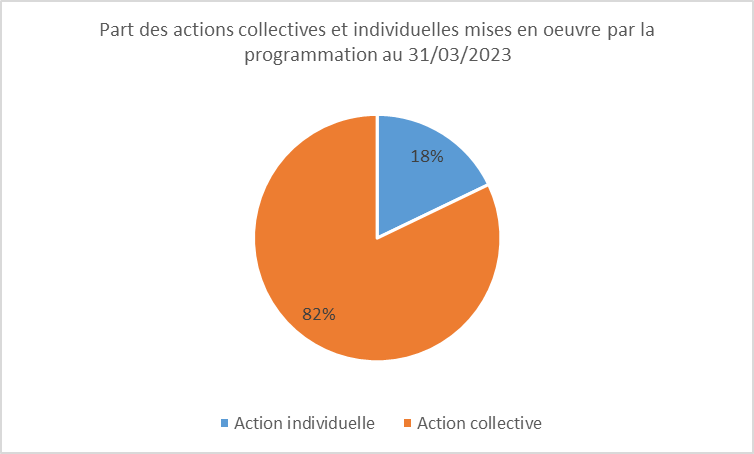 Part des actions collectives et individuelles mises en oeuvre par la
programmation au 31/03/2023
18%
82%
Action individuelle
Action collective